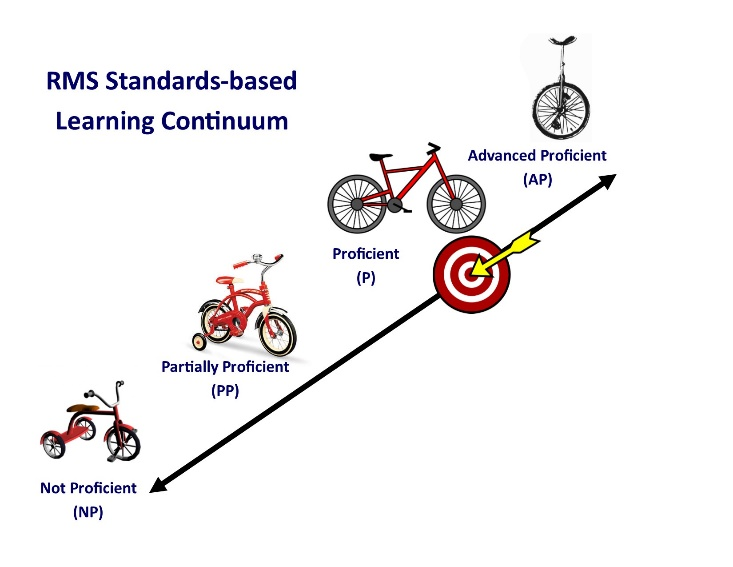 RMS Standards-based
Learning Continuum
Advanced Proficient
(AP)
Proficient
(P)
Partially Proficient
(PP)
Not Proficient
(NP)